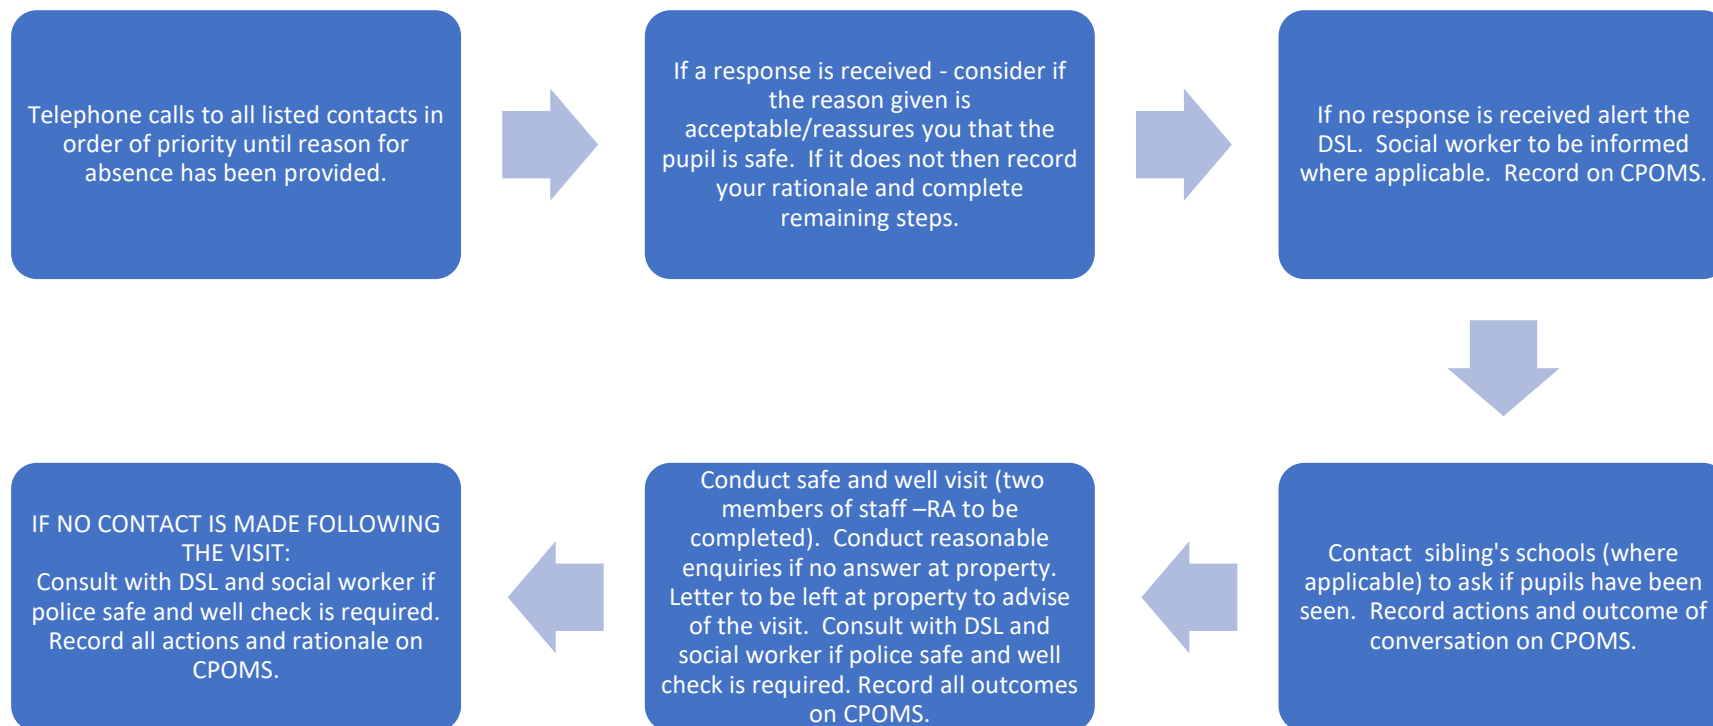 Telephone calls to all listed contacts in
order of priority until reason for
absence has been provided.
If a response is received - consider if
the reason given is
acceptable/reassures you that the
pupil is safe.  If it does not then record
your rationale and complete
remaining steps.
If no response is received alert the
DSL.  Social worker to be informed
where applicable.  Record on CPOMS.
Contact  sibling's schools (where
applicable) to ask if pupils have been
seen.  Record actions and outcome of
conversation on CPOMS.
Conduct safe and well visit (two
members of staff –RA to be
completed).  Conduct reasonable
enquiries if no answer at property.
Letter to be left at property to advise
of the visit.  Consult with DSL and
social worker if police safe and well
check is required. Record all outcomes
on CPOMS.
IF NO CONTACT IS MADE FOLLOWING
THE VISIT:
Consult with DSL and social worker if
police safe and well check is required.
Record all actions and rationale on
CPOMS.